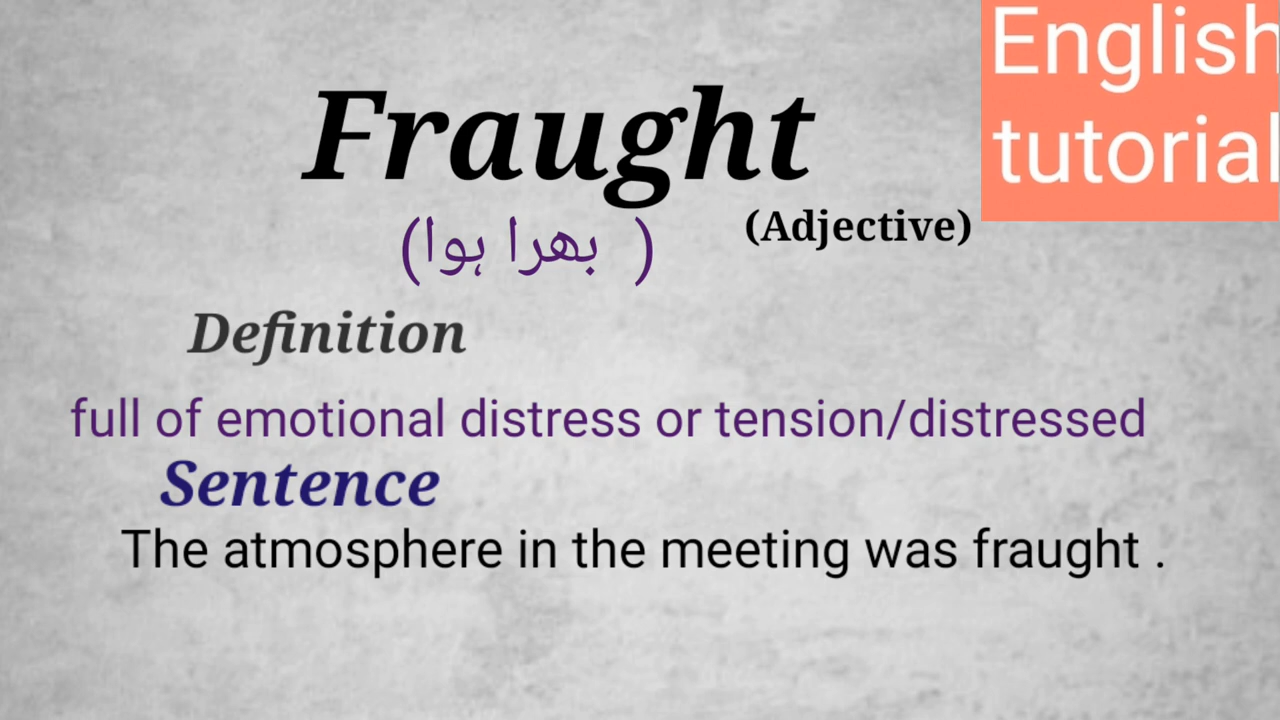 English
tutorial
Fraught
(Adjective)
( بھرا ہوا)
Definition
full of emotional distress or tension/distressed
Sentence
The atmosphere in the meeting was fraught .